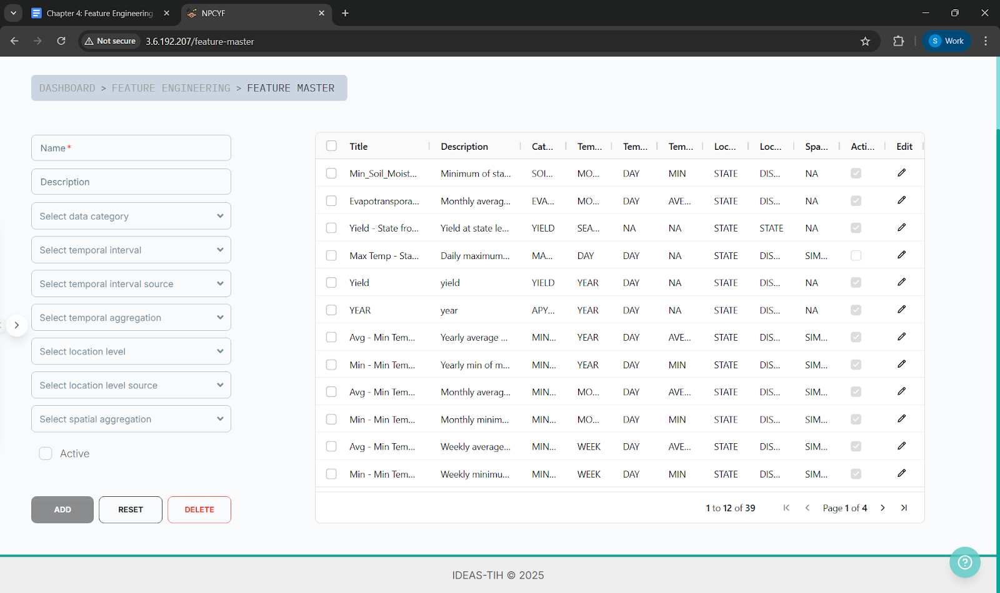 Chapter 4: Feature Engineering
NPCYF
Not secure
3.6.192.207/feature-master
S Work
DASHBOARD > FEATURE ENGINEERING > FEATURE MASTER
Name*
Description
Select data category
Select temporal interval
Select temporal interval source
Select temporal aggregation
Select location level
Select location level source
Select spatial aggregation
Active
ADD RESET DELETE
Title Description Cat... Tem... Tem... Tem... Loc... Loc... Spa... Acti... Edit
Min_Soil_Moist... Minimum of sta... SOI... MO... DAY MIN STATE DIS... NA
Evapotranspora... Monthly averag... EVA... MO... DAY AVE... STATE DIS... NA
Yield - State fro... Yield at state le... YIELD SEA... NA NA STATE STATE NA
Max Temp - Sta... Daily maximum... MA... DAY DAY NA STATE DIS... SIM...
Yield yield YIELD YEAR DAY NA STATE DIS... NA
YEAR year APY... YEAR DAY NA STATE DIS... NA
Avg - Min Tem... Yearly average ... MIN... YEAR DAY AVE... STATE DIS... SIM...
Min - Min Tem... Yearly min of m... MIN... YEAR DAY MIN STATE DIS... SIM...
Avg - Min Tem... Monthly averag... MIN... MO... DAY AVE... STATE DIS... SIM...
Min - Min Tem... Monthly minim... MIN... MO... DAY MIN STATE DIS... SIM...
Avg - Min Tem... Weekly average... MIN... WEEK DAY AVE... STATE DIS... SIM...
Min - Min Tem... Weekly minimu... MIN... WEEK DAY MIN STATE DIS... SIM...
1 to 12 of 39 Page 1 of 4
IDEAS-TIH © 2025